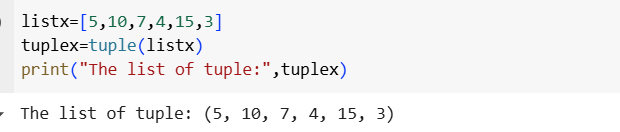 listx=[5,10,7,4,15,3]
tuplex=tuple(listx)
print("The list of tuple:",tuplex)
The list of tuple: (5, 10, 7, 4, 15, 3)